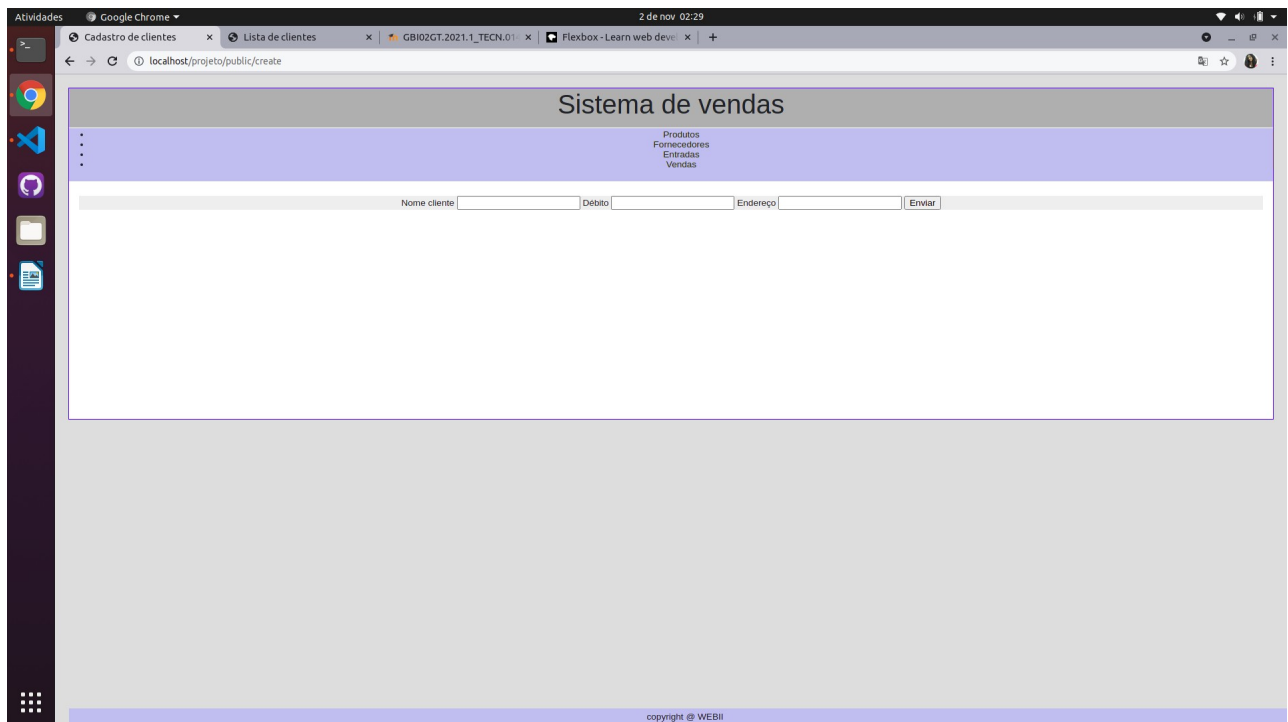 Atividades Google Chrome 2 de nov 02:29
Cadastro de clientes Lista de clientes GBI02GT.2021.1_TECN.01 Flexbox - Learn web deve
localhost/projeto/public/create
Sistema de vendas
Produtos
Fornecedores
Entradas
Vendas
Nome cliente Débito Endereço Enviar
copyright @ WEBII